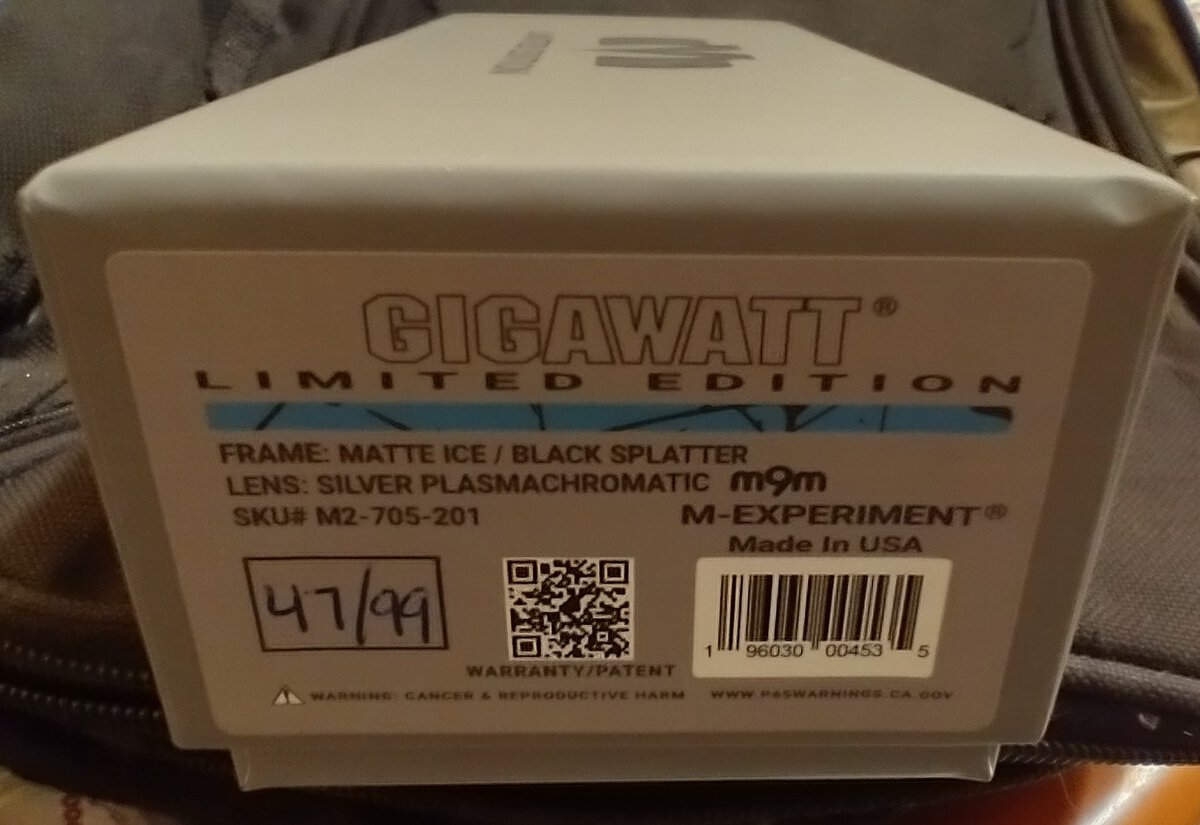 GIGAWATT®
LIMITED EDITION
FRAME: MATTE ICE / BLACK SPLATTER
LENS: SILVER PLASMACHROMATIC m9m
SKU# M2-705-201 M-EXPERIMENT®
Made In USA
47/99
1 96030 00453 5
WARRANTY/PATENT
WARNING: CANCER & REPRODUCTIVE HARM WWW.P65WARNINGS.CA.GOV